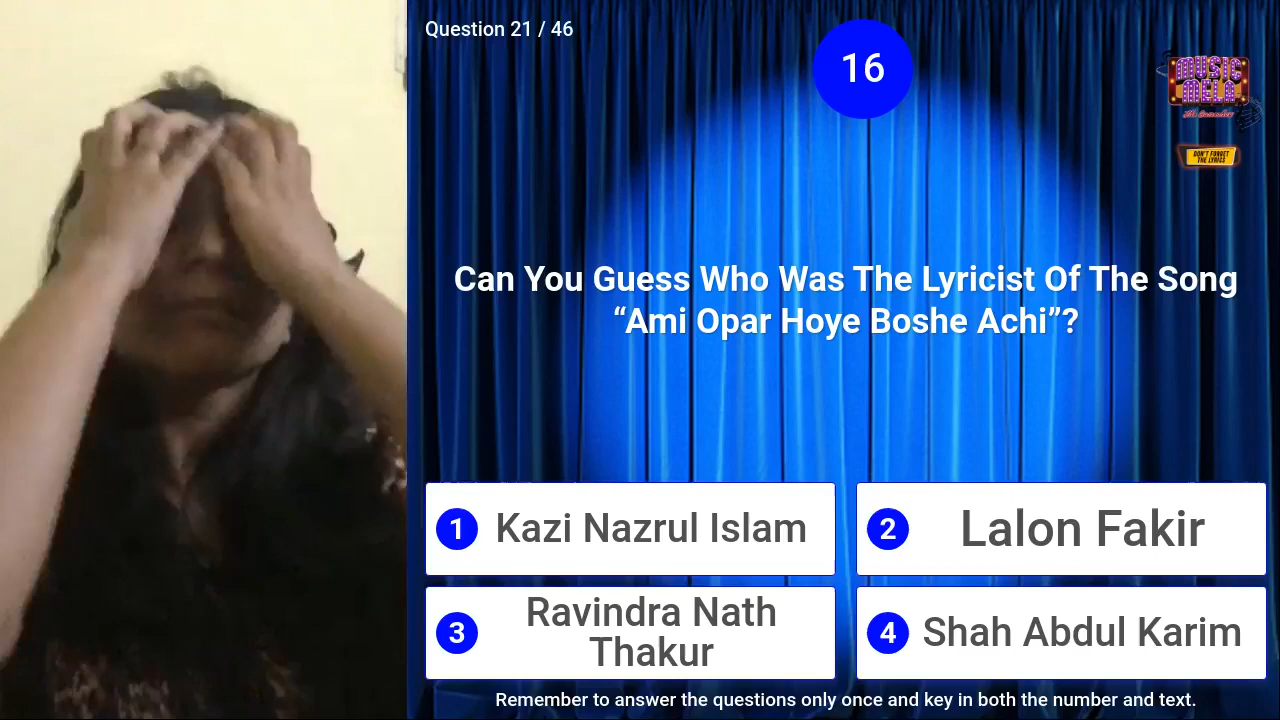 Question 21 / 46
16
MUSIC
MELA
DON'T FORGET
THE LYRICS
Can You Guess Who Was The Lyricist Of The Song
“Ami Opar Hoye Boshe Achi”?
1 Kazi Nazrul Islam
2 Lalon Fakir
3 Ravindra Nath
Thakur
4 Shah Abdul Karim
Remember to answer the questions only once and key in both the number and text.